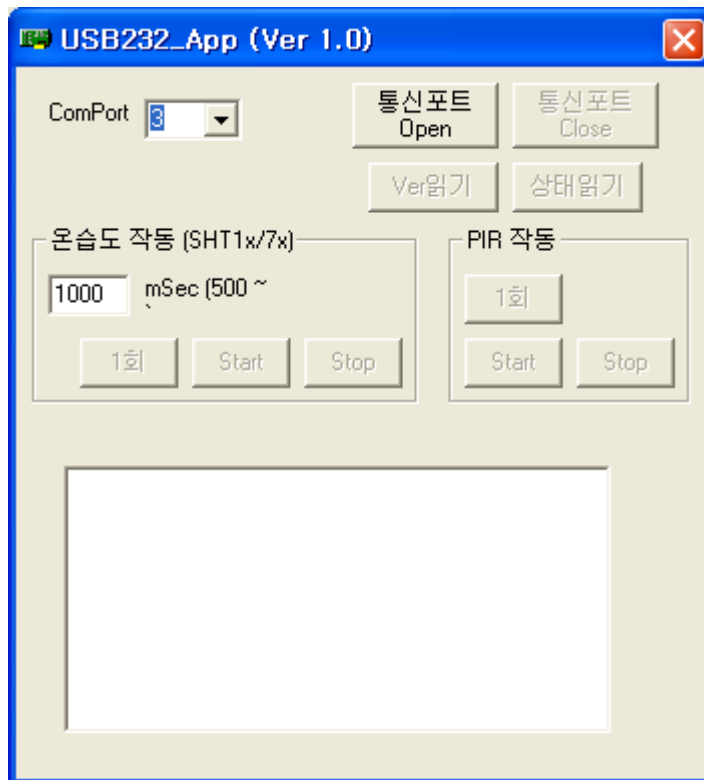 USB232_App (Ver 1.0)
ComPort
3
통신포트
Open
통신포트
Close
Ver읽기
상태읽기
온습도 작동 (SHT1x/7x)
1000
mSec (500 ~
1회
Start
Stop
PIR 작동
1회
Start
Stop